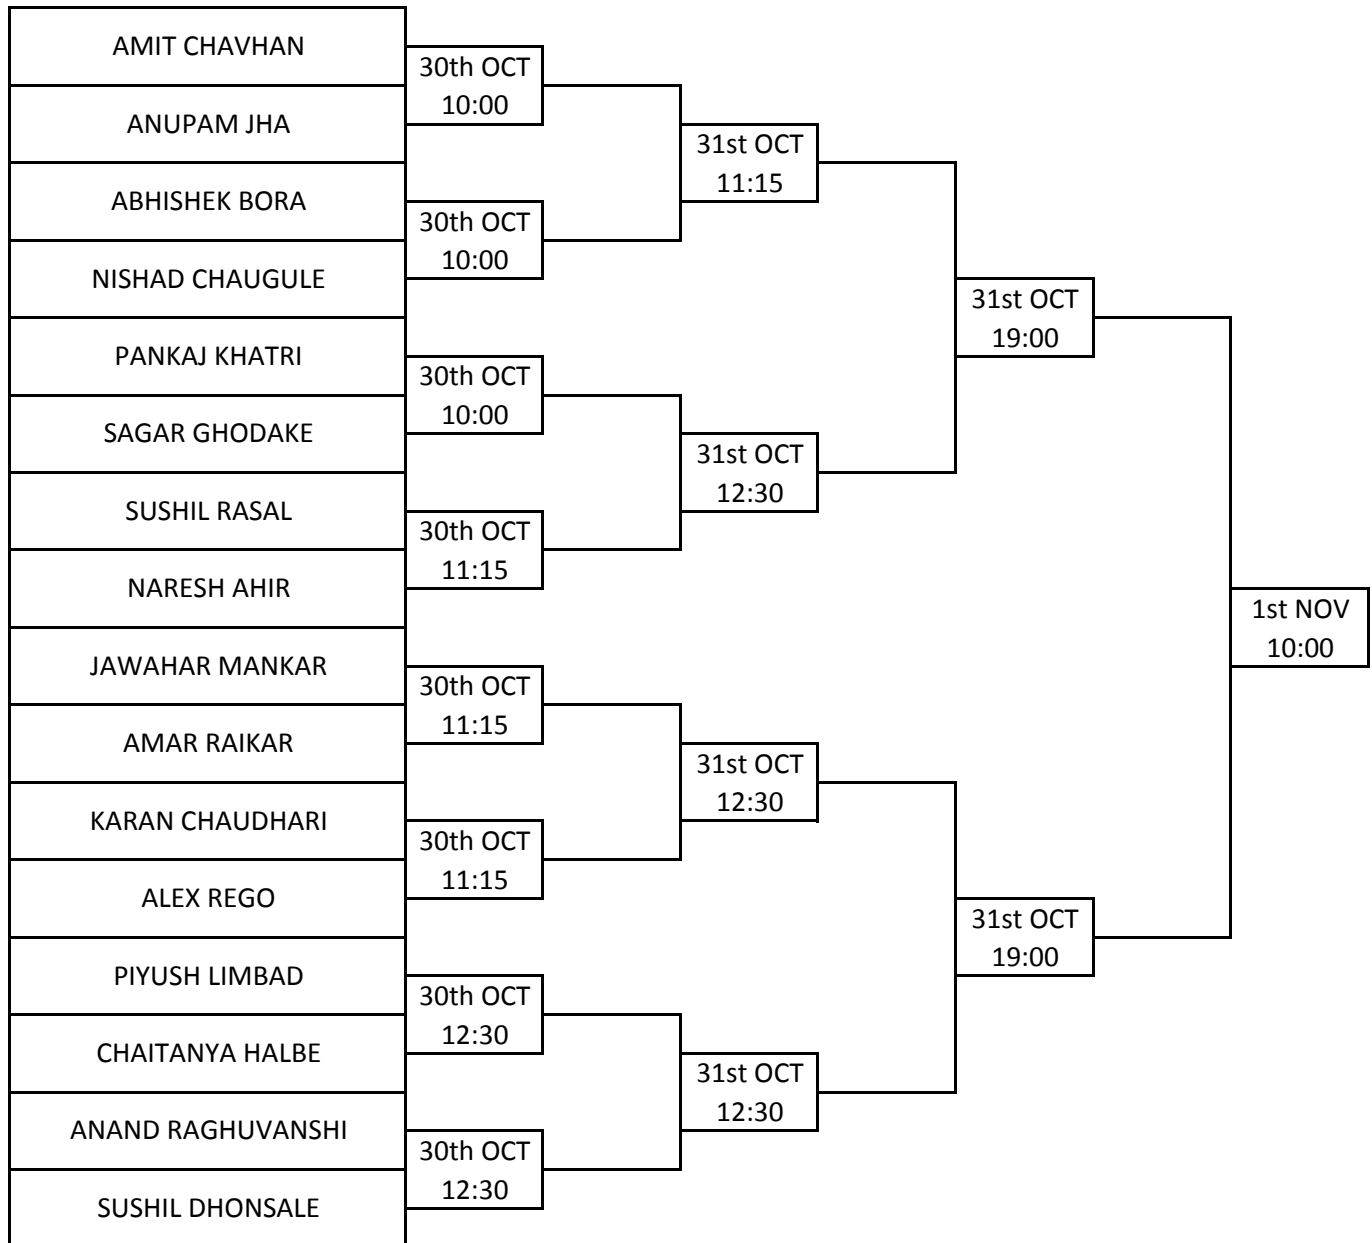 AMIT CHAVHAN
ANUPAM JHA
ABHISHEK BORA
NISHAD CHAUGULE
PANKAJ KHATRI
SAGAR GHODAKE
SUSHIL RASAL
NARESH AHIR
JAWAHAR MANKAR
AMAR RAIKAR
KARAN CHAUDHARI
ALEX REGO
PIYUSH LIMBAD
CHAITANYA HALBE
ANAND RAGHUVANSHI
SUSHIL DHONSALE
30th OCT
10:00
30th OCT
10:00
30th OCT
10:00
30th OCT
11:15
30th OCT
11:15
30th OCT
11:15
30th OCT
12:30
30th OCT
12:30
31st OCT
11:15
31st OCT
12:30
31st OCT
12:30
31st OCT
12:30
31st OCT
19:00
31st OCT
19:00
1st NOV
10:00